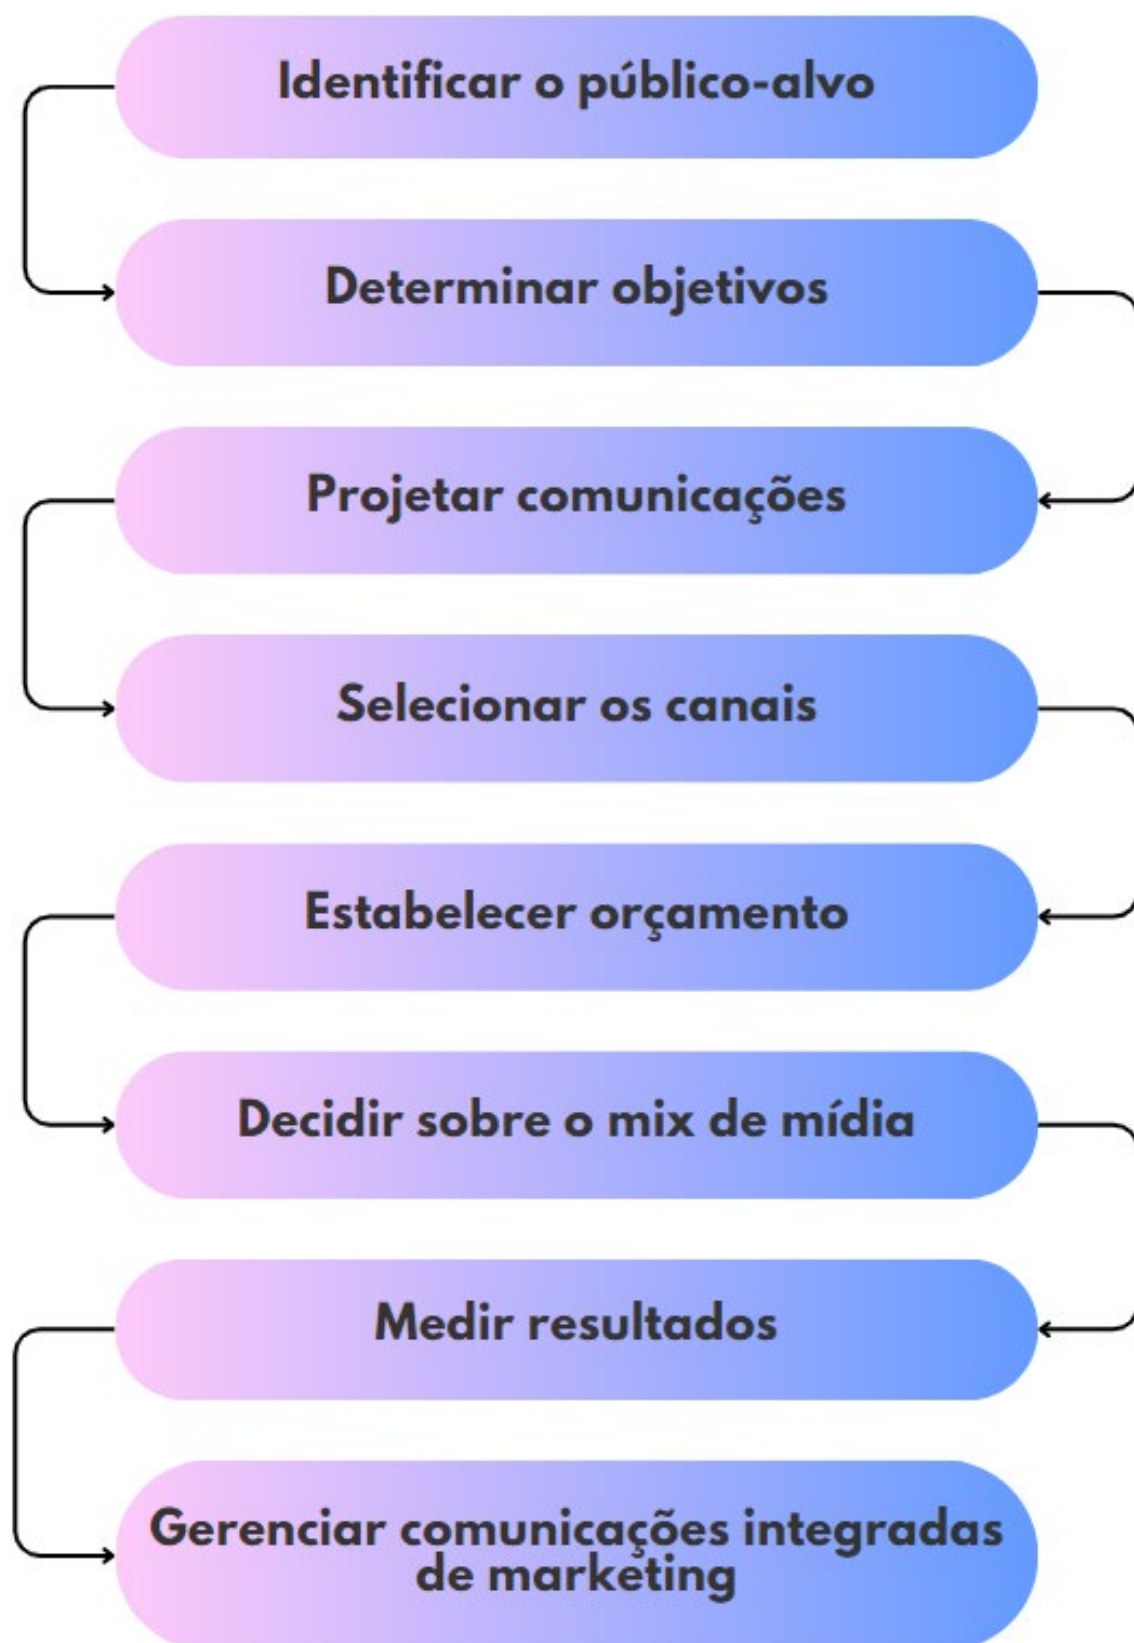 Identificar o público-alvo
Determinar objetivos
Projetar comunicações
Selecionar os canais
Estabelecer orçamento
Decidir sobre o mix de mídia
Medir resultados
Gerenciar comunicações integradas
de marketing